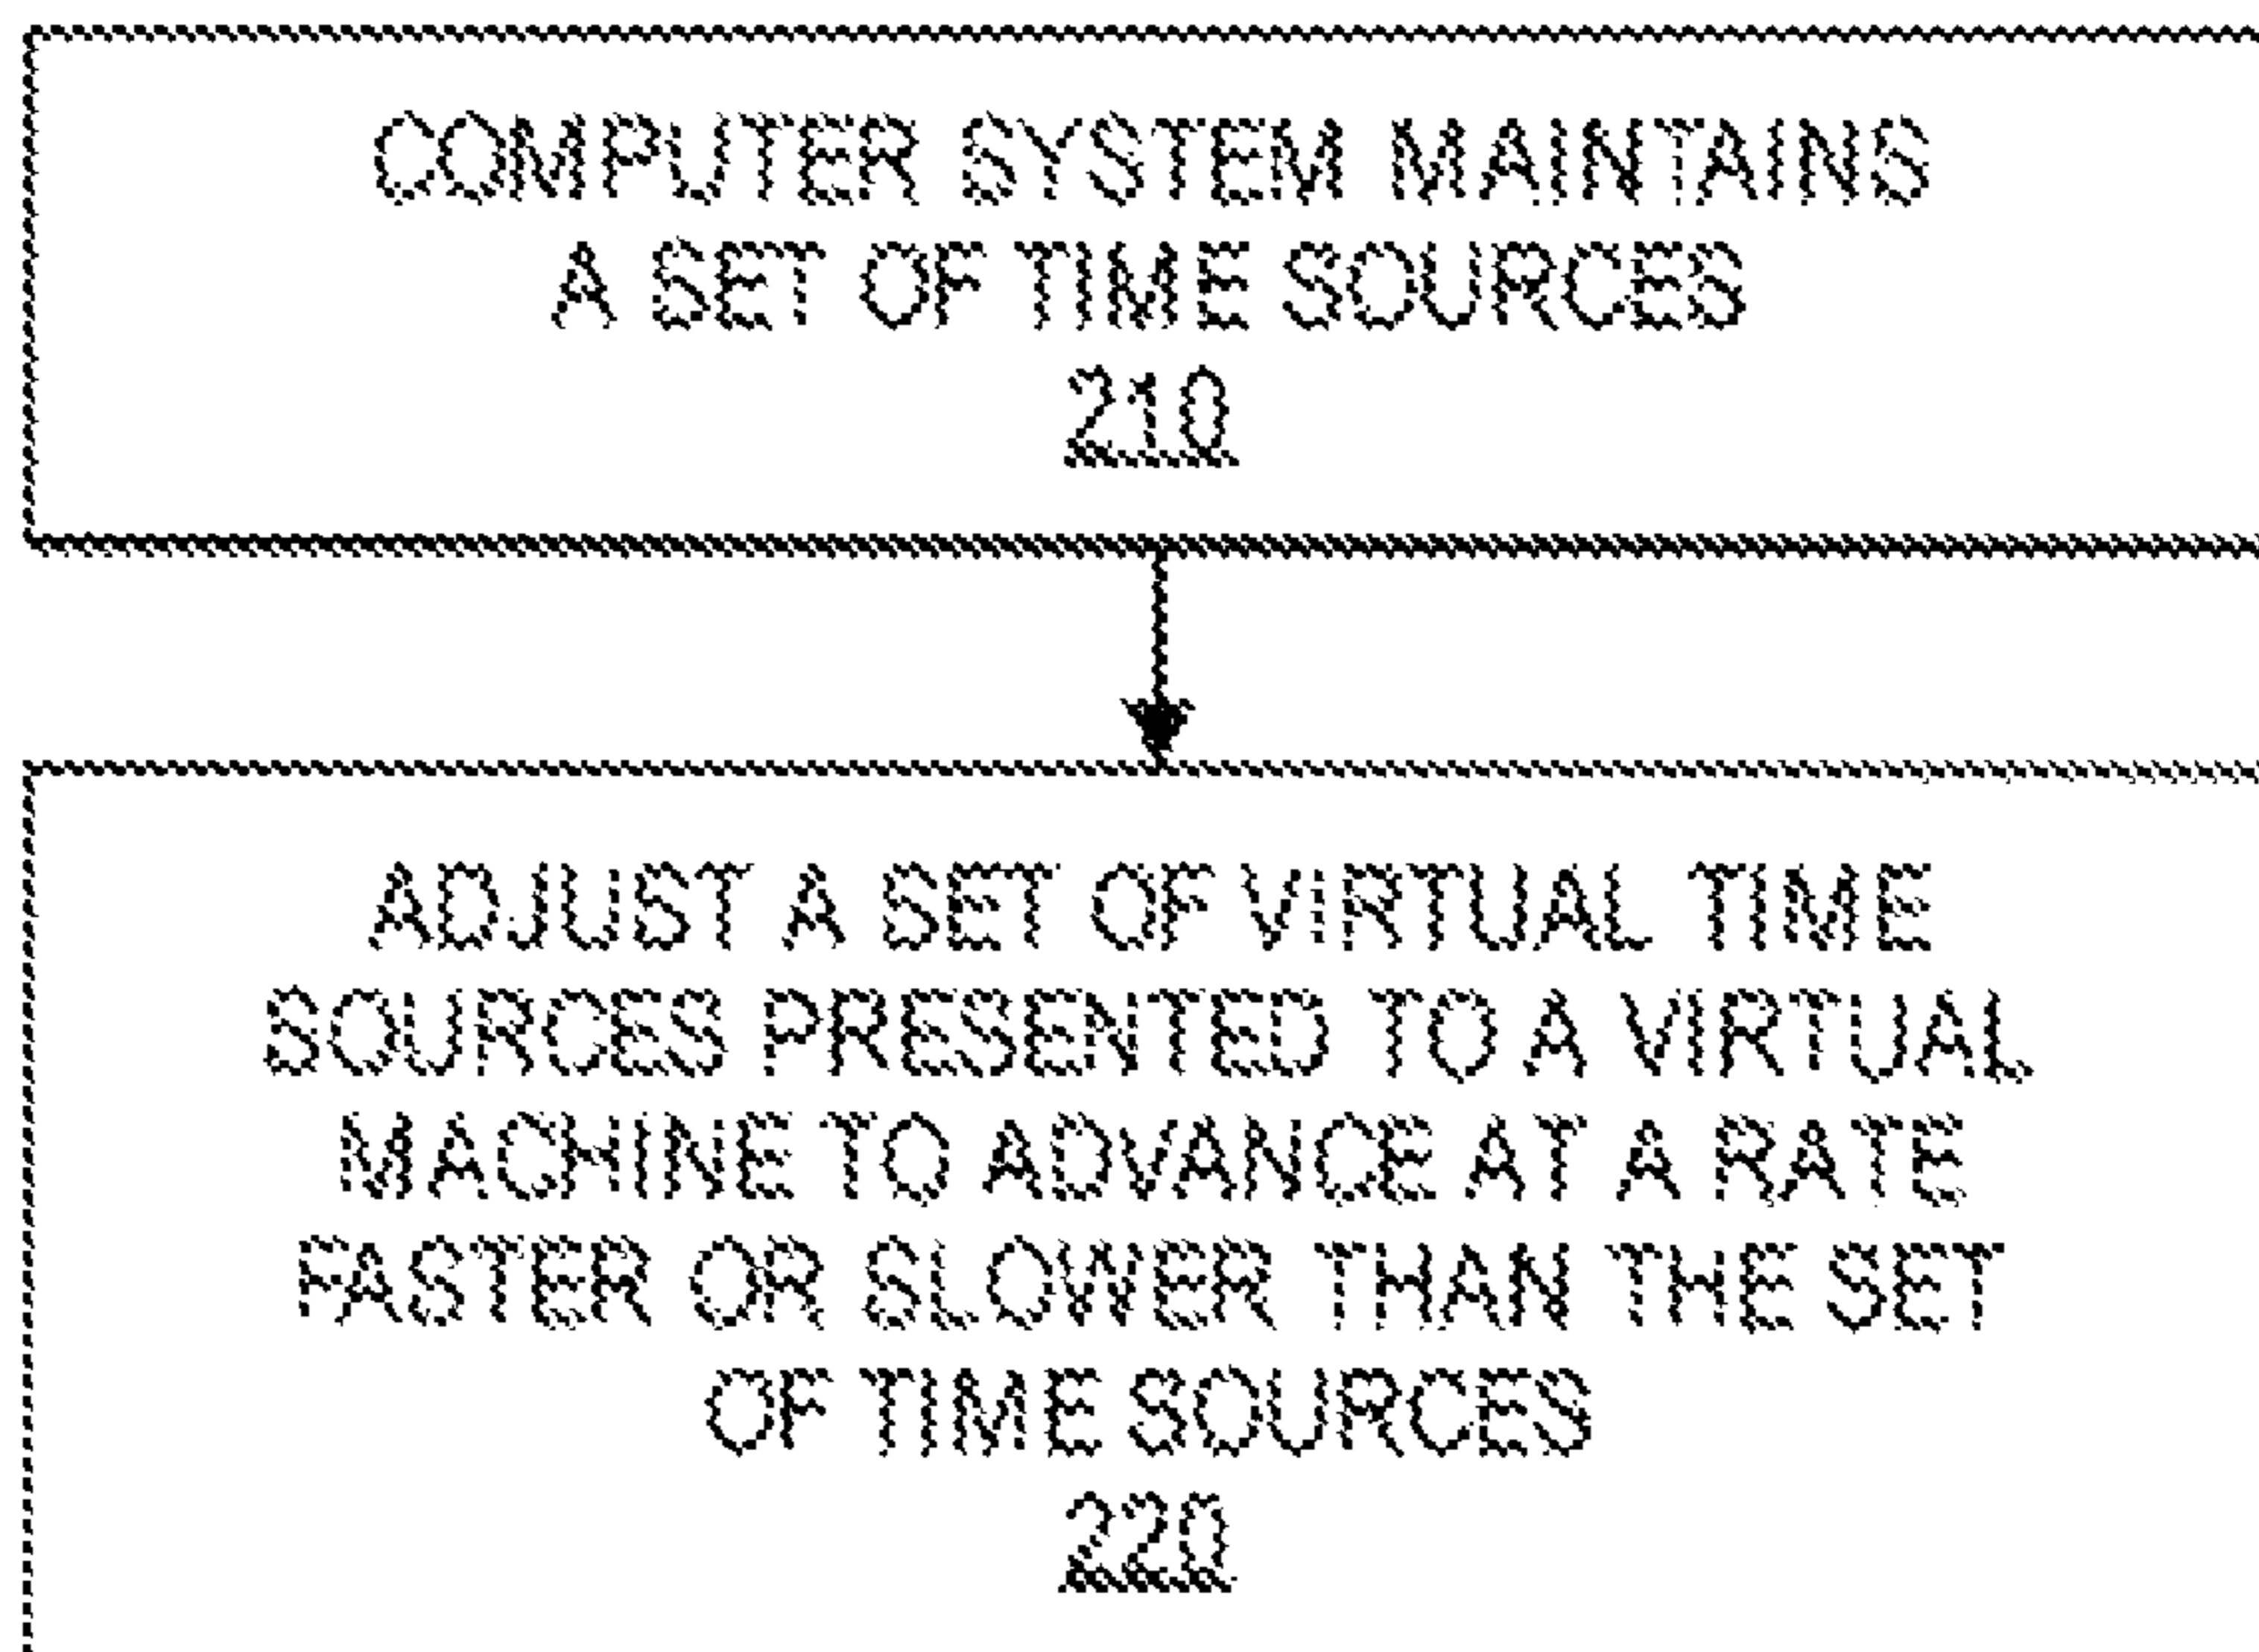 COMPUTER SYSTEM MAINTAINS
A SET OF TIME SOURCES
210
ADJUST A SET OF VIRTUAL TIME
SOURCES PRESENTED TO A VIRTUAL
MACHINE TO ADVANCE AT A RATE
FASTER OR SLOWER THAN THE SET
OF TIME SOURCES
220